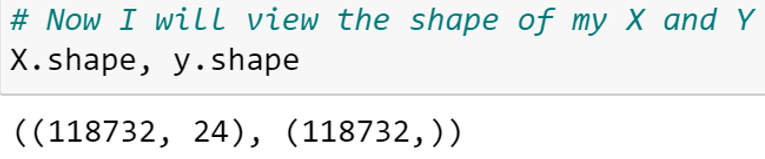 # Now I will view the shape of my X and Y
X.shape, y.shape
((118732, 24), (118732,))